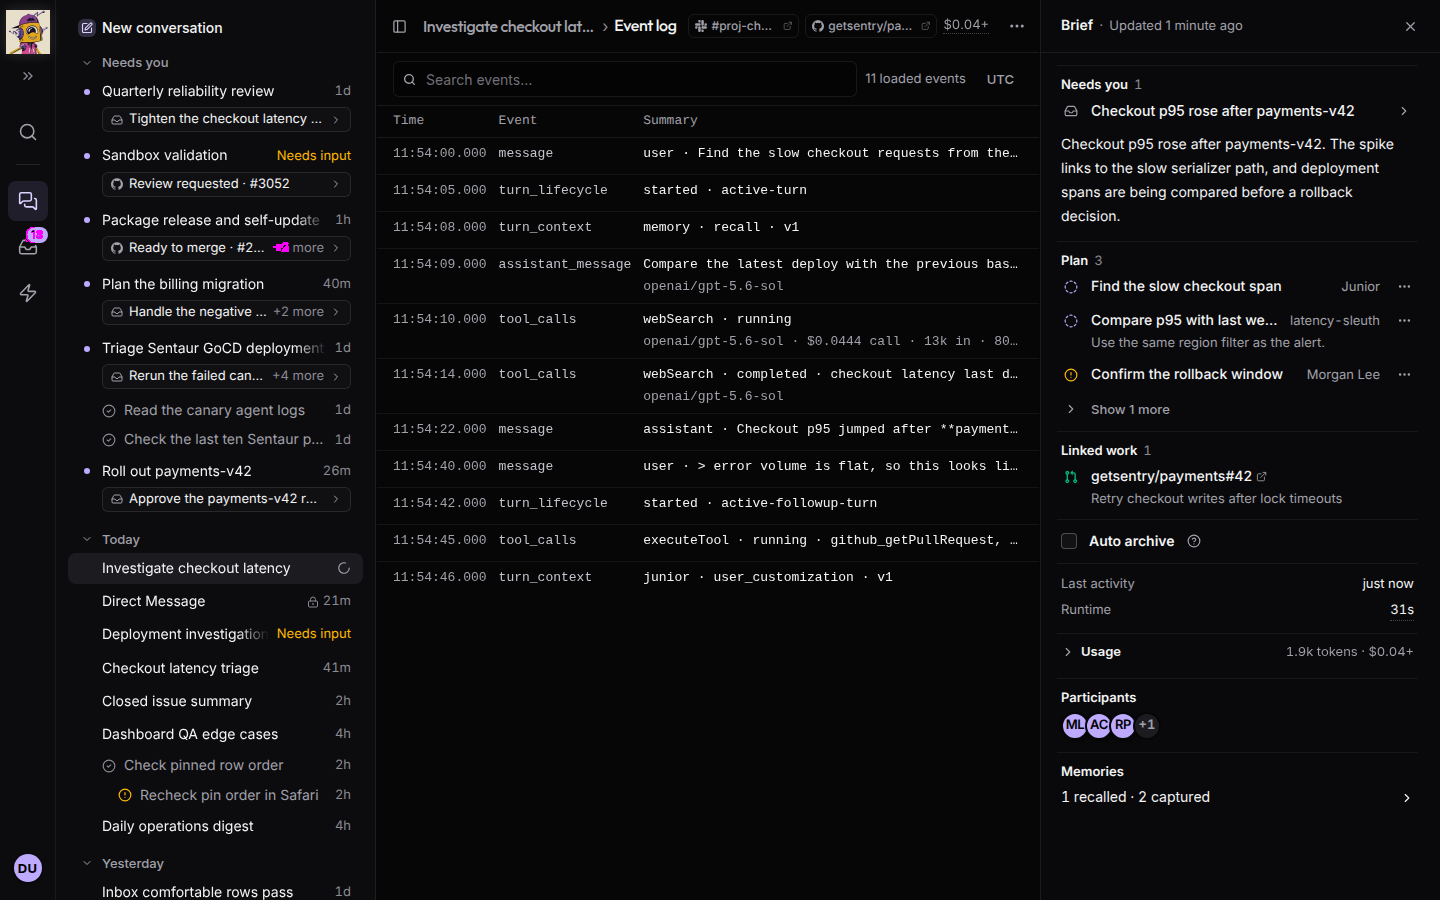 New conversation
Needs you
Quarterly reliability review 1d
Tighten the checkout latency ...
Sandbox validation Needs input
Review requested · #3052
Package release and self-update 1h
Ready to merge · #2... more
Plan the billing migration 40m
Handle the negative ... +2 more
Triage Sentaur GoCD deployment 1d
Rerun the failed can... +4 more
Read the canary agent logs 1d
Check the last ten Sentaur p... 1d
Roll out payments-v42 26m
Approve the payments-v42 r...
Today
Investigate checkout latency
Direct Message 21m
Deployment investigation Needs input
Checkout latency triage 41m
Closed issue summary 2h
Dashboard QA edge cases 4h
Check pinned row order 2h
Recheck pin order in Safari 2h
Daily operations digest 4h
Yesterday
Inbox comfortable rows pass 1d
DU
Investigate checkout lat... › Event log #proj-ch... getsentry/pa... $0.04+
Search events... 11 loaded events UTC
Time Event Summary
11:54:00.000 message user · Find the slow checkout requests from the…
11:54:05.000 turn_lifecycle started · active-turn
11:54:08.000 turn_context memory · recall · v1
11:54:09.000 assistant_message Compare the latest deploy with the previous bas…
openai/gpt-5.6-sol
11:54:10.000 tool_calls webSearch · running
openai/gpt-5.6-sol · $0.0444 call · 13k in · 80…
11:54:14.000 tool_calls webSearch · completed · checkout latency last d…
openai/gpt-5.6-sol
11:54:22.000 message assistant · Checkout p95 jumped after **payment…
11:54:40.000 message user · > error volume is flat, so this looks li…
11:54:42.000 turn_lifecycle started · active-followup-turn
11:54:45.000 tool_calls executeTool · running · github_getPullRequest, …
11:54:46.000 turn_context junior · user_customization · v1
Brief · Updated 1 minute ago
Needs you 1
Checkout p95 rose after payments-v42
Checkout p95 rose after payments-v42. The spike
links to the slow serializer path, and deployment
spans are being compared before a rollback
decision.
Plan 3
Find the slow checkout span Junior
Compare p95 with last we... latency-sleuth
Use the same region filter as the alert.
Confirm the rollback window Morgan Lee
Show 1 more
Linked work 1
getsentry/payments#42
Retry checkout writes after lock timeouts
Auto archive
Last activity just now
Runtime 31s
Usage 1.9k tokens · $0.04+
Participants
ML AC RP +1
Memories
1 recalled · 2 captured